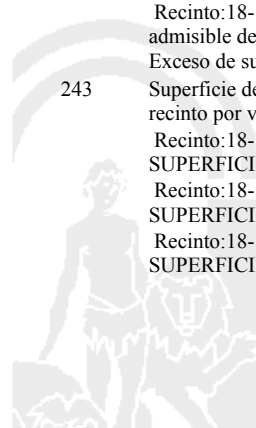 Recinto:18-
admisible de
Exceso de su
243 Superficie de
recinto por v
Recinto:18-
SUPERFICI
Recinto:18-
SUPERFICI
Recinto:18-
SUPERFICI